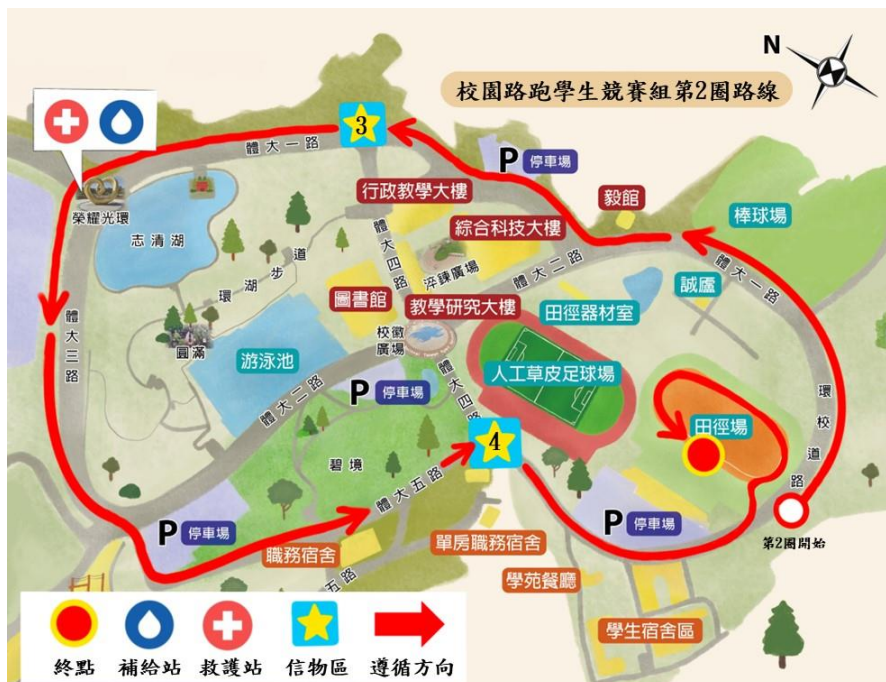 N
校園路跑學生競賽組第2圈路線
3
體大一路
P 停車場
行政教學大樓
毅館
棒球場
榮耀光環
志清湖
綜合科技大樓
體大四路
淬鍊廣場
體大二路
誠廬
體大一路
環湖步道
圖書館
教學研究大樓
田徑器材室
校徽廣場
圓滿
游泳池
體大三路
人工草皮足球場
體大二路
P 停車場
體大四路
田徑場
環校道路
4
碧境
體大五路
P 停車場
P 停車場
第2圈開始
職務宿舍
單房職務宿舍
五路
學苑餐廳
學生宿舍區
終點 補給站 救護站 信物區 遵循方向